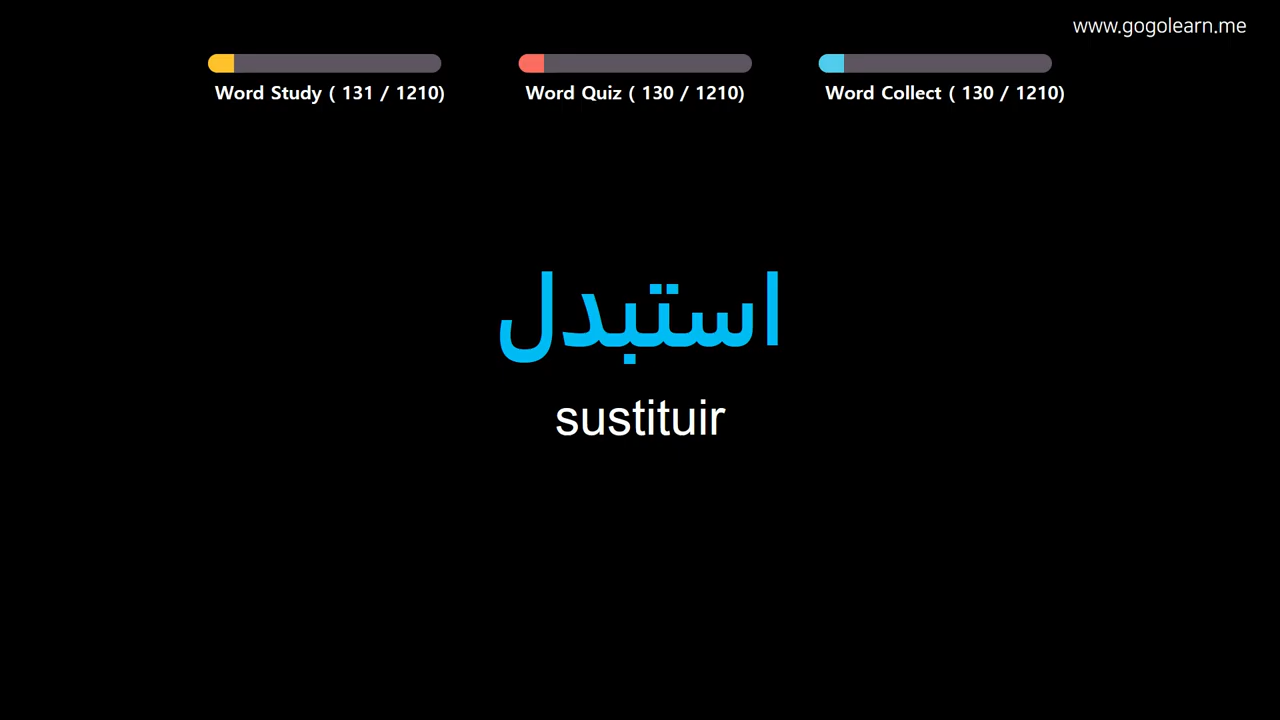 www.gogolearn.me
Word Study ( 131 / 1210)
Word Quiz ( 130 / 1210)
Word Collect ( 130 / 1210)
استبدل
sustituir